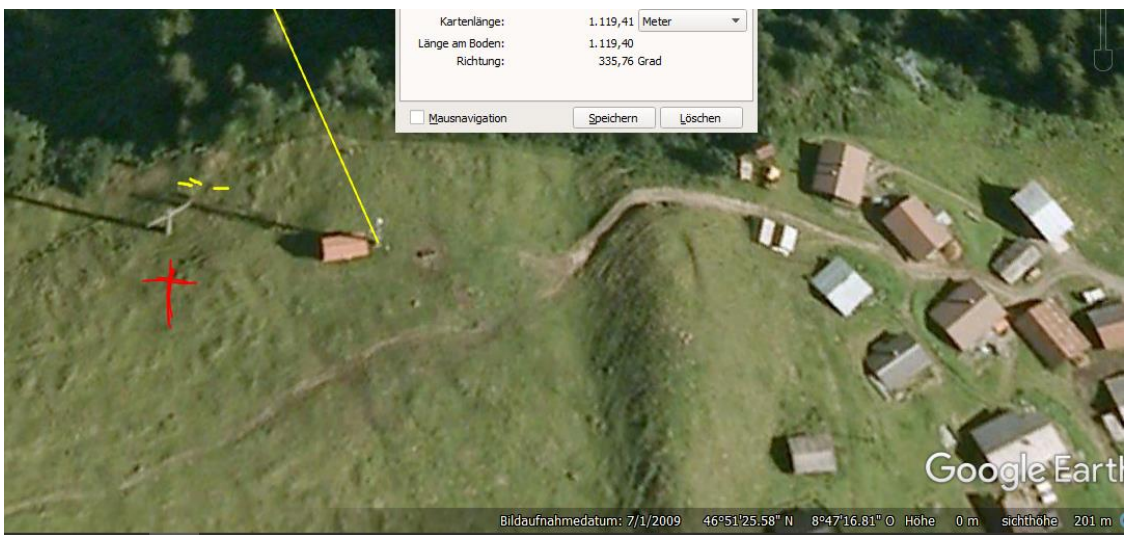 Kartenlänge: 1.119,41 Meter
Länge am Boden: 1.119,40
Richtung: 335,76 Grad
Mausnavigation Speichern Löschen
Google Earth
Bildaufnahmedatum: 7/1/2009 46°51'25.58" N 8°47'16.81" O Höhe 0 m sichthöhe 201 m